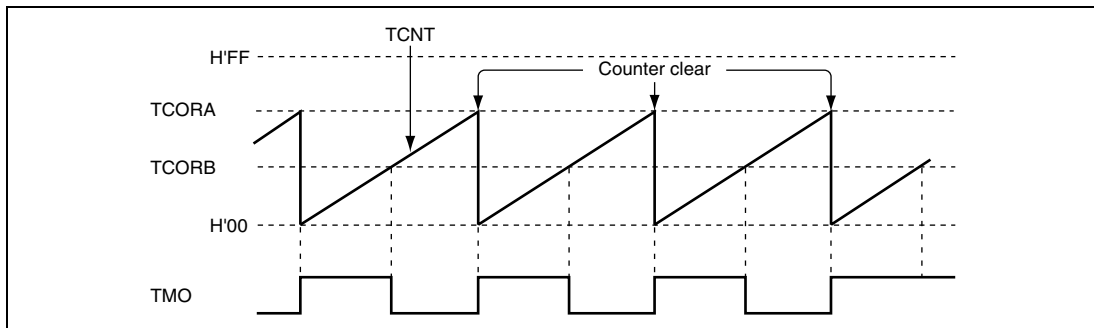 TCNT
H'FF
Counter clear
TCORA
TCORB
H'00
TMO